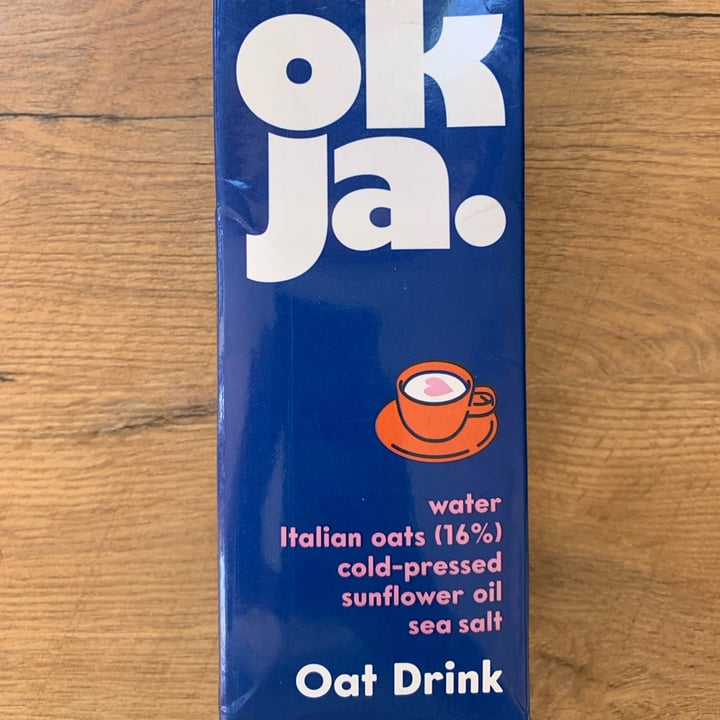 ok
ja.
water
Italian oats (16%)
cold-pressed
sunflower oil
sea salt
Oat Drink